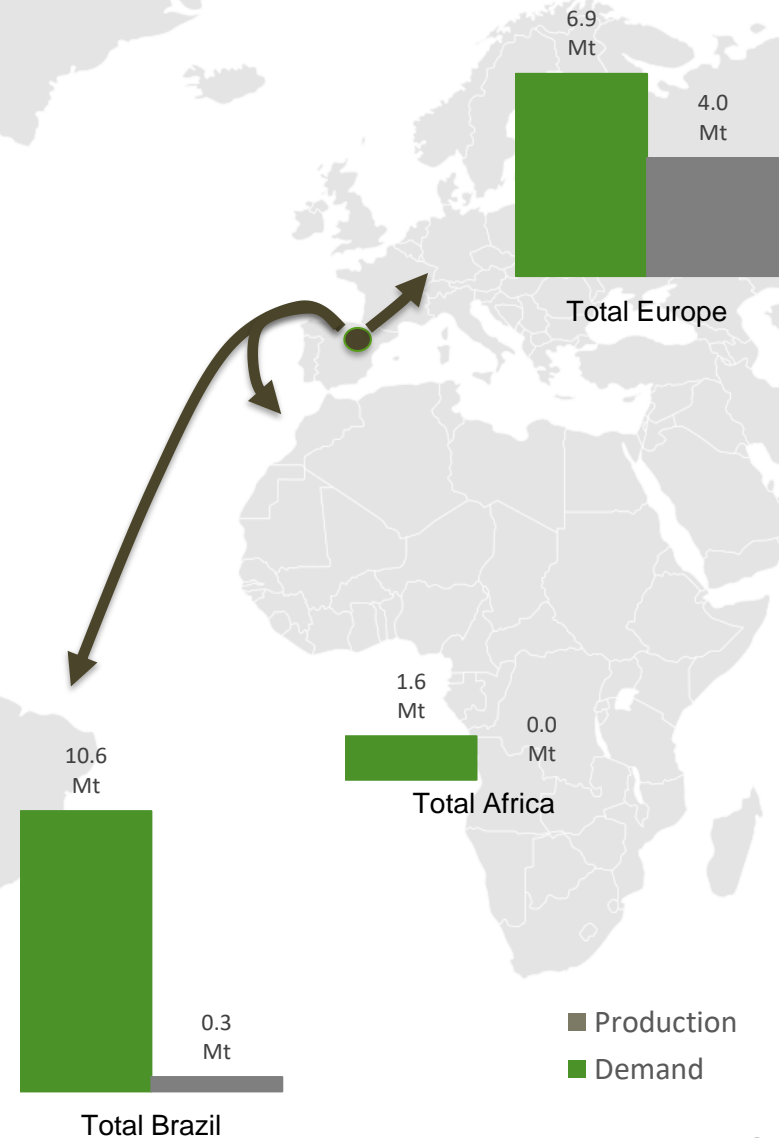 6.9
Mt
4.0
Mt
Total Europe
1.6
Mt
0.0
Mt
Total Africa
10.6
Mt
0.3
Mt
Total Brazil
Production
Demand